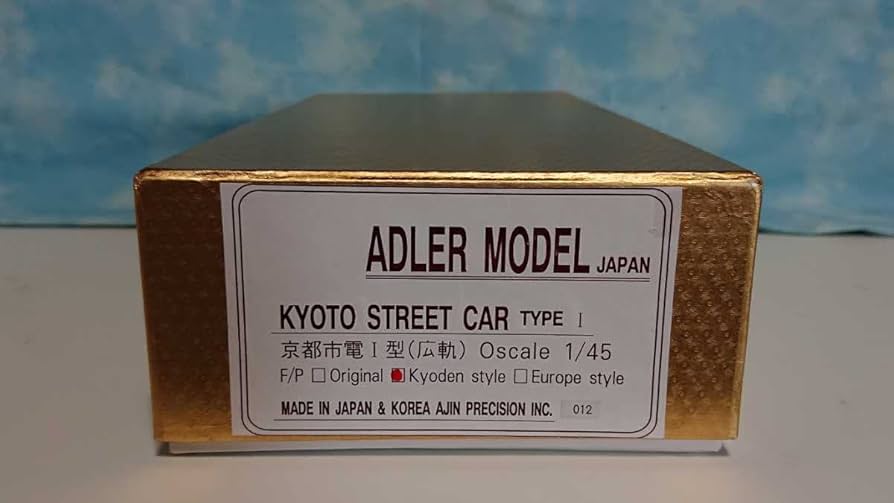 ADLER MODEL JAPAN
KYOTO STREET CAR TYPE I
京都市電I型(広軌) Oscale 1/45
F/P □Original ■Kyoden style □Europe style
MADE IN JAPAN & KOREA AJIN PRECISION INC. 012